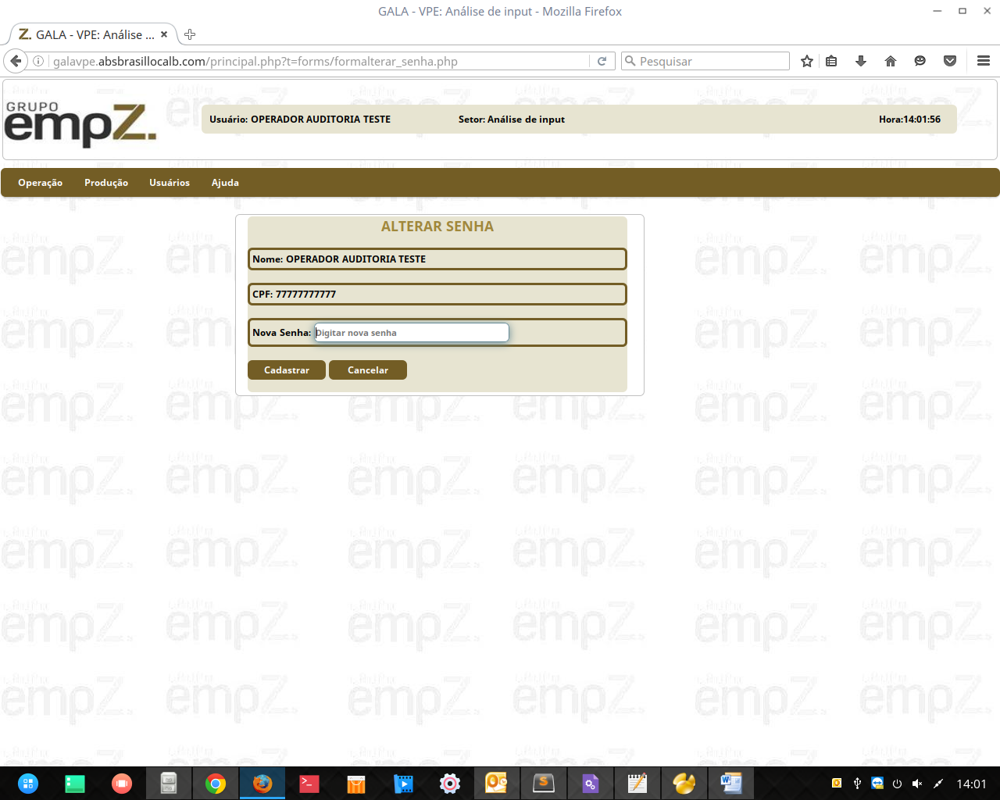 GALA - VPE: Análise de input - Mozilla Firefox
Z. GALA - VPE: Análise ...
galavpe.absbrasillocalb.com/principal.php?t=forms/formalterar_senha.php
Pesquisar
GRUPO
empZ.
Usuário: OPERADOR AUDITORIA TESTE Setor: Análise de input Hora:14:01:56
Operação Produção Usuários Ajuda
ALTERAR SENHA
Nome: OPERADOR AUDITORIA TESTE
CPF: 77777777777
Nova Senha: Digitar nova senha
Cadastrar Cancelar
14:01